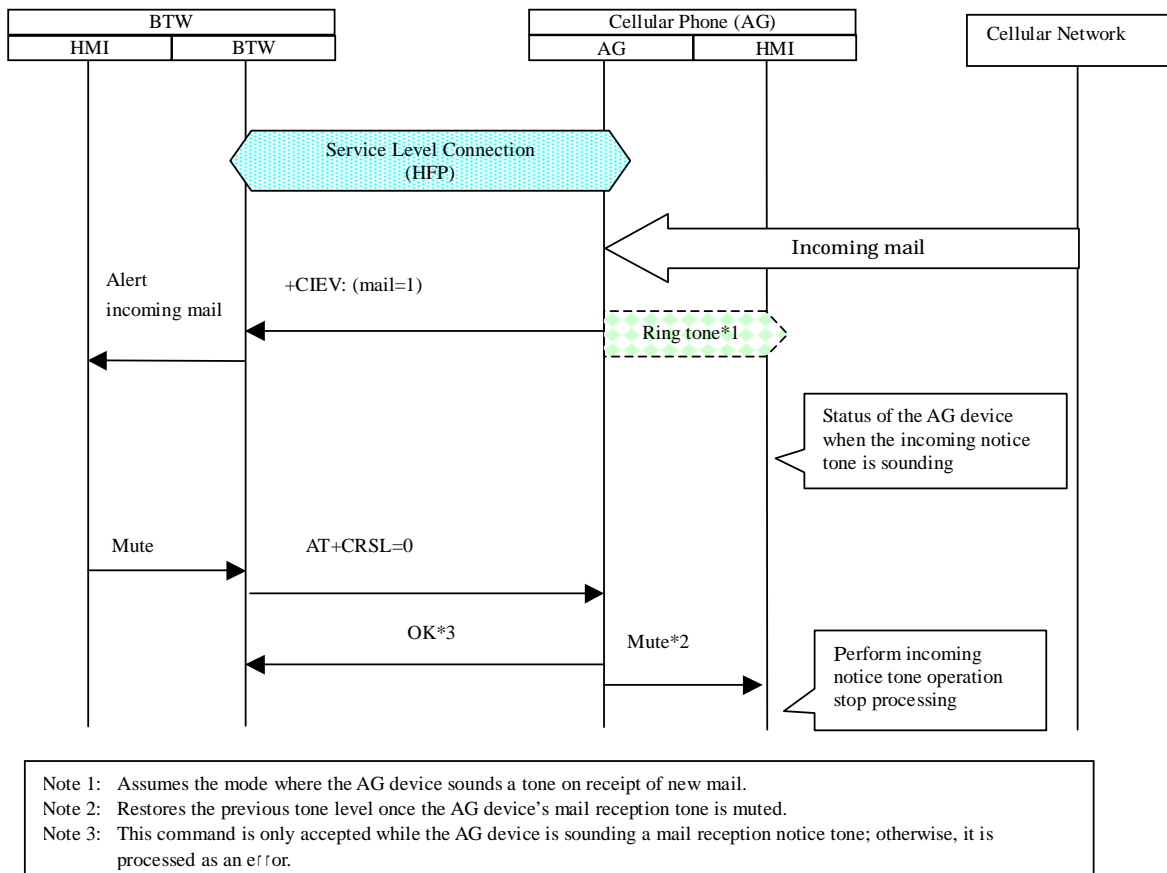 BTW
Cellular Phone (AG)
Cellular Network
HMI
BTW
AG
HMI
Service Level Connection
(HFP)
Incoming mail
Alert
incoming mail
+CIEV: (mail=1)
Ring tone*1
Status of the AG device
when the incoming notice
tone is sounding
Mute
AT+CRSL=0
OK*3
Mute*2
Perform incoming
notice tone operation
stop processing
Note 1: Assumes the mode where the AG device sounds a tone on receipt of new mail.
Note 2: Restores the previous tone level once the AG device's mail reception tone is muted.
Note 3: This command is only accepted while the AG device is sounding a mail reception notice tone; otherwise, it is
processed as an error.